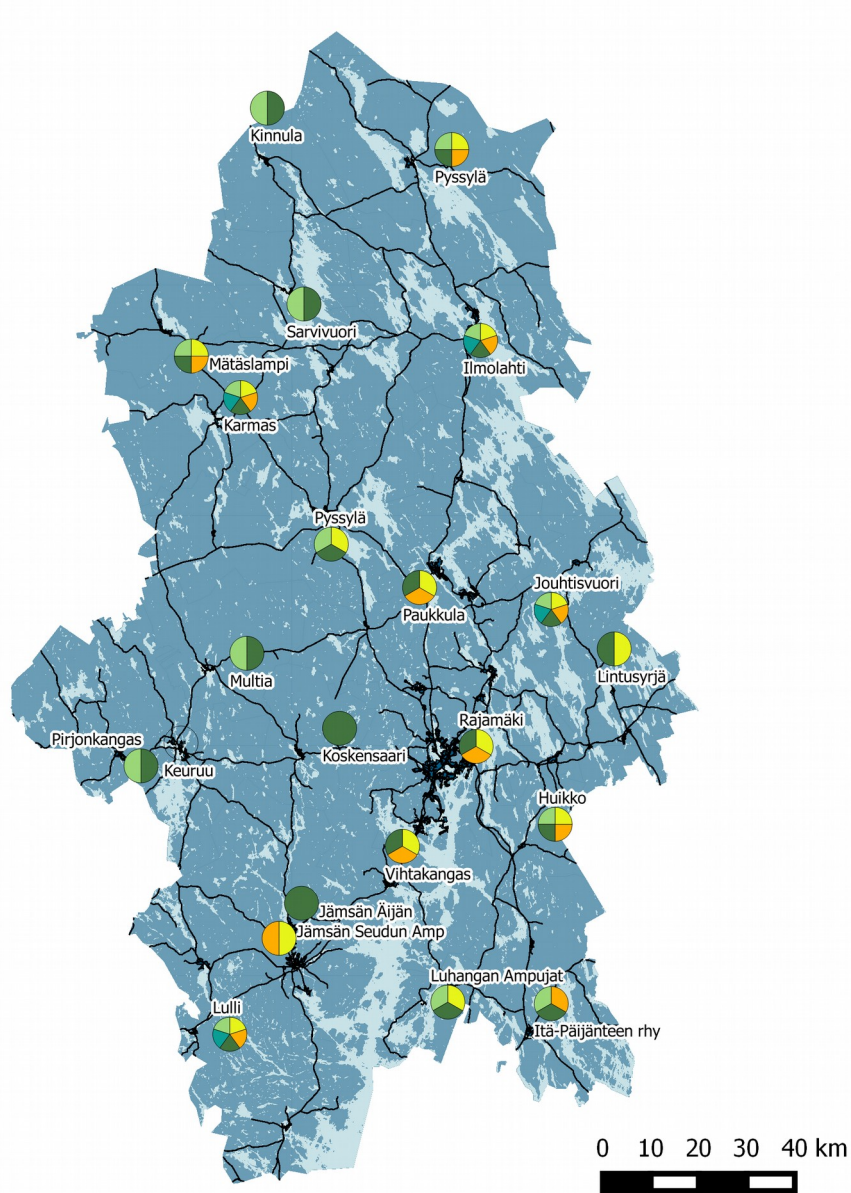 Kinnula
Pyssylä
Sarvivuori
Ilmolahti
Mätäslampi
Karmas
Pyssylä
Jouhtisvuori
Paukkula
Lintusyrjä
Multia
Rajamäki
Pirjonkangas
Koskensaari
Keuruu
Huikko
Vihtakangas
Jämsän Äijän
Jämsän Seudun Amp
Luhangan Ampujat
Lulli
Itä-Päijänteen rhy
0 10 20 30 40 km